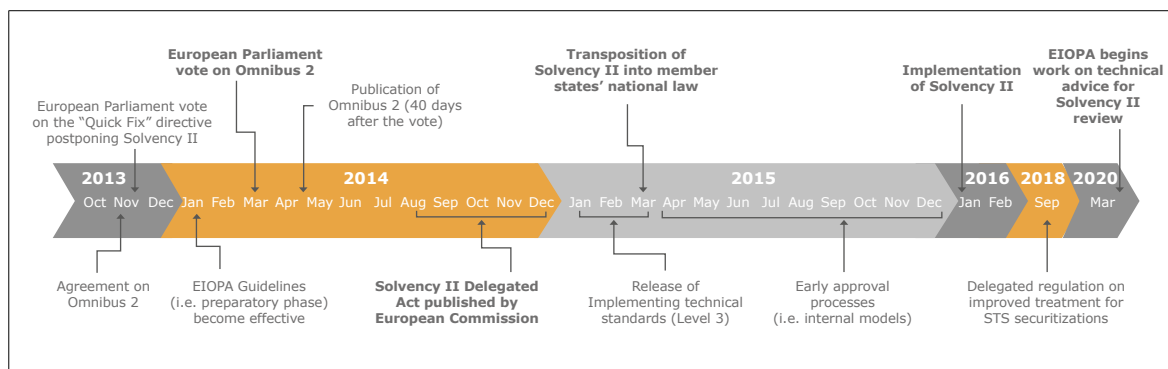 European Parliament
vote on Omnibus 2
European Parliament vote
on the “Quick Fix” directive
postponing Solvency II
Publication of
Omnibus 2 (40 days
after the vote)
Transposition of
Solvency II into member
states’ national law
Implementation
of Solvency II
EIOPA begins
work on technical
advice for
Solvency II
review
2013
2014
2015
2016
2018
2020
Oct Nov Dec
Jan Feb Mar Apr May Jun Jul Aug Sep Oct Nov Dec
Jan Feb Mar Apr May Jun Jul Aug Sep Oct Nov Dec
Jan Feb
Sep
Mar
Agreement on
Omnibus 2
EIOPA Guidelines
(i.e. preparatory phase)
become effective
Solvency II Delegated
Act published by
European Commission
Release of
Implementing technical
standards (Level 3)
Early approval
processes
(i.e. internal models)
Delegated regulation on
improved treatment for
STS securitizations